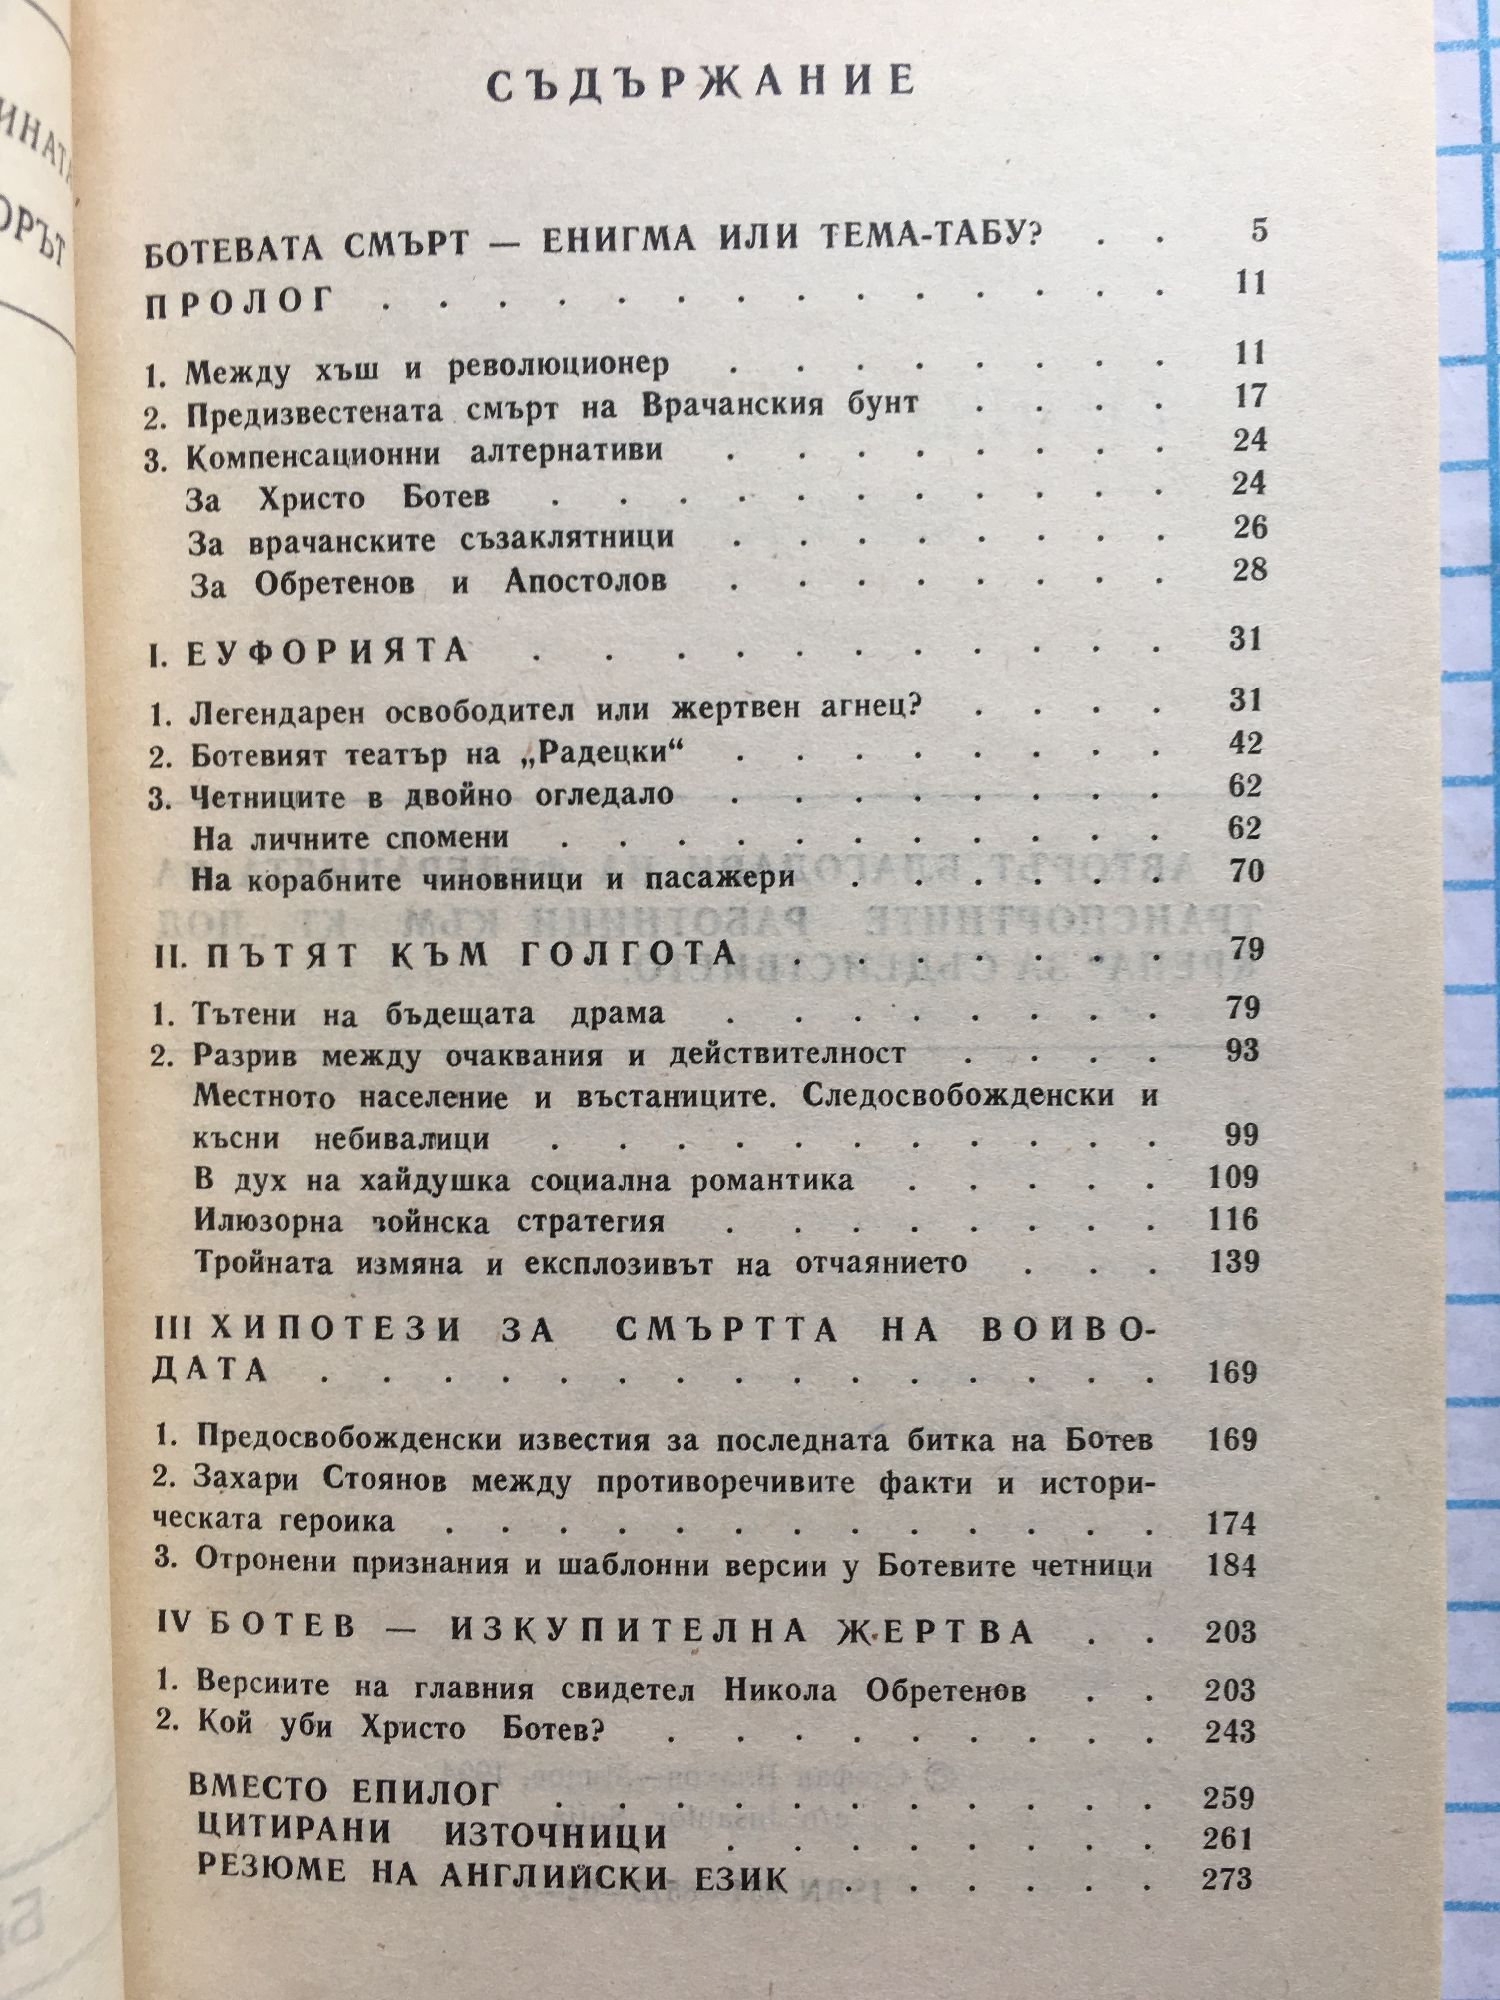 СЪДЪРЖАНИЕ
БОТЕВАТА СМЪРТ — ЕНИГМА ИЛИ ТЕМА-ТАБУ? . . 5
ПРОЛОГ . . . . . . . . . . . . . . 11
1. Между хъш и революционер . . . . . . . . 11
2. Предизвестената смърт на Врачанския бунт . . . . 17
3. Компенсационни алтернативи . . . . . . . . 24
За Христо Ботев . . . . . . . . . . . 24
За врачанските съзаклятници . . . . . . . . 26
За Обретенов и Апостолов . . . . . . . . 28
I. ЕУФОРИЯТА . . . . . . . . . . . 31
1. Легендарен освободител или жертвен агнец? . . . . 31
2. Ботевият театър на „Радецки“ . . . . . . . . 42
3. Четниците в двойно огледало . . . . . . . . 62
На личните спомени . . . . . . . . . . . 62
На корабните чиновници и пасажери . . . . . . 70
II. ПЪТЯТ КЪМ ГОЛГОТА . . . . . . . 79
1. Тътени на бъдещата драма . . . . . . . . 79
2. Разрив между очаквания и действителност . . . . 93
Местното население и въстаниците. Следосвобожденски и
късни небивалици . . . . . . . . . . . 99
В дух на хайдушка социална романтика . . . . . 109
Илюзорна войнска стратегия . . . . . . . . 116
Тройната измяна и експлозивът на отчаянието . . . 139
III ХИПОТЕЗИ ЗА СМЪРТТА НА ВОЙВО-
ДАТА . . . . . . . . . . . . . . . 169
1. Предосвобожденски известия за последната битка на Ботев 169
2. Захари Стоянов между противоречивите факти и истори-
ческата героика . . . . . . . . . . . . . 174
3. Отронени признания и шаблонни версии у Ботевите четници 184
IV БОТЕВ — ИЗКУПИТЕЛНА ЖЕРТВА . . 203
1. Версиите на главния свидетел Никола Обретенов . . 203
2. Кой уби Христо Ботев? . . . . . . . . . 243
ВМЕСТО ЕПИЛОГ . . . . . . . . . . . 259
ЦИТИРАНИ ИЗТОЧНИЦИ . . . . . . . . 261
РЕЗЮМЕ НА АНГЛИЙСКИ ЕЗИК . . . . . . 273